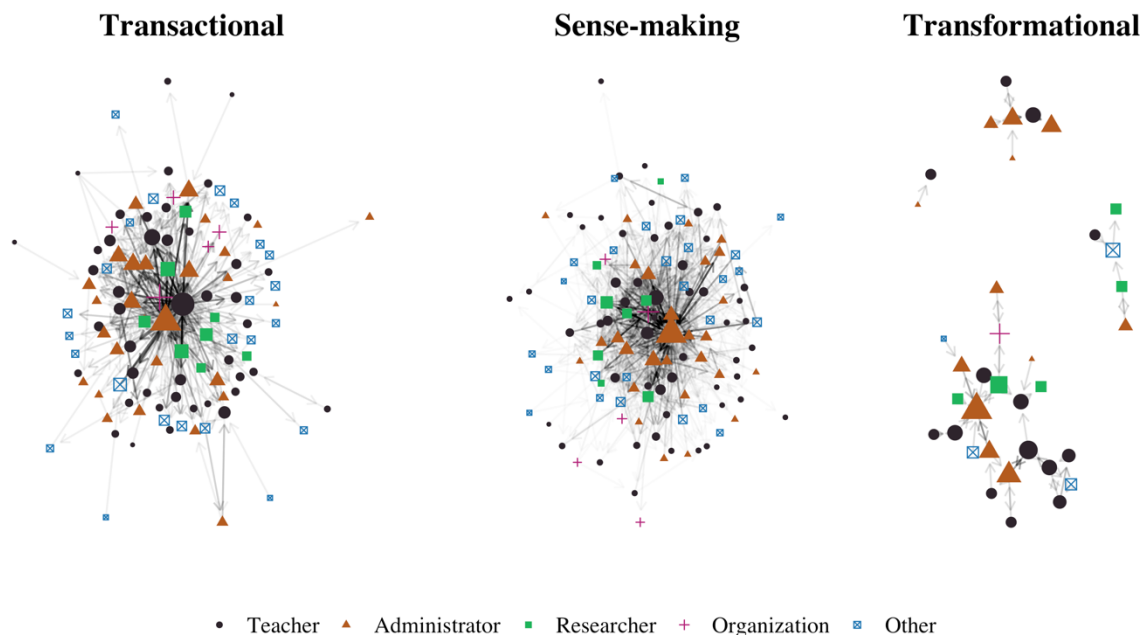 Transactional Sense-making Transformational
Teacher Administrator Researcher Organization Other